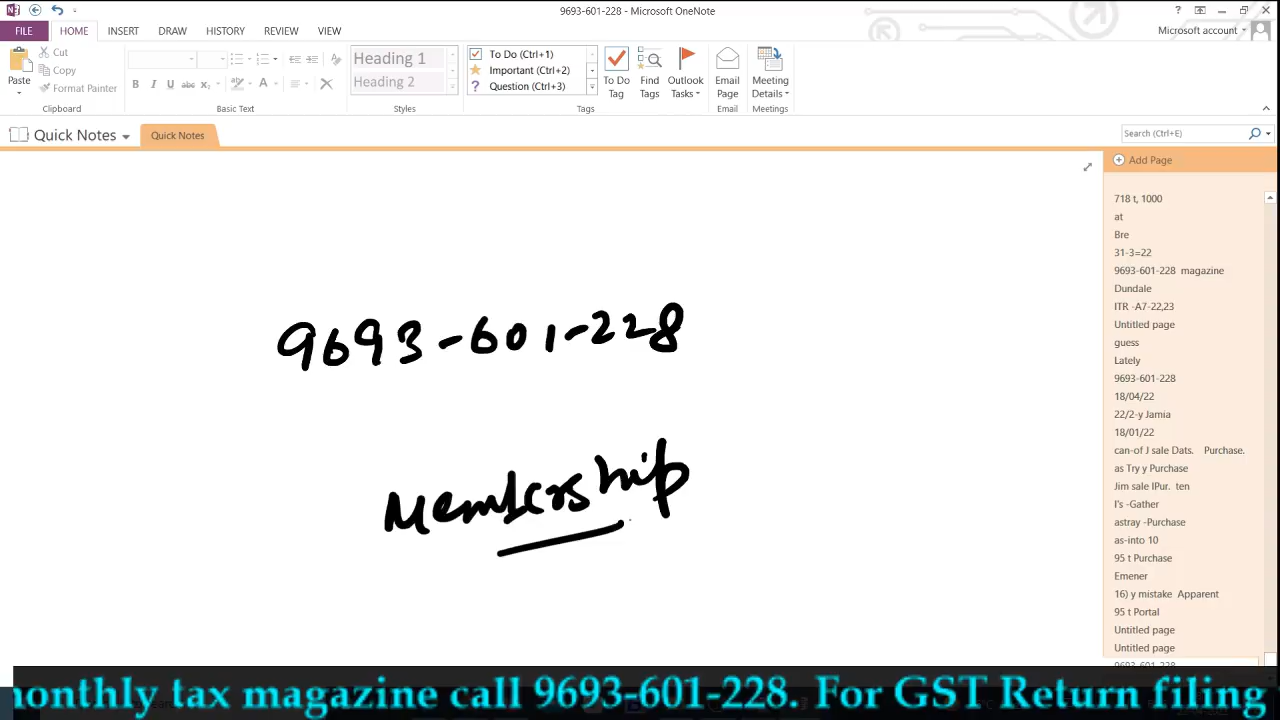 9693-601-228 - Microsoft OneNote
FILE HOME INSERT DRAW HISTORY REVIEW VIEW
Microsoft account
Paste
Cut
Copy
Format Painter
Clipboard
B I U abc X₂ A
Basic Text
Heading 1
Heading 2
Styles
To Do (Ctrl+1)
Important (Ctrl+2)
Question (Ctrl+3)
To Do Tag
Find Tags
Tags
Outlook Tasks
Email Page
Email
Meeting Details
Meetings
Quick Notes
Quick Notes
Search (Ctrl+E)
Add Page
9693-601-228
Membership
718 t, 1000
at
Bre
31-3=22
9693-601-228 magazine
Dundale
ITR -A7-22,23
Untitled page
guess
Lately
9693-601-228
18/04/22
22/2-y Jamia
18/01/22
can-of J sale Dats. Purchase.
as Try y Purchase
Jim sale IPur. ten
I's -Gather
astray -Purchase
as-into 10
95 t Purchase
Emener
16) y mistake Apparent
95 t Portal
Untitled page
Untitled page
9693-601-228
monthly tax magazine call 9693-601-228. For GST Return filing